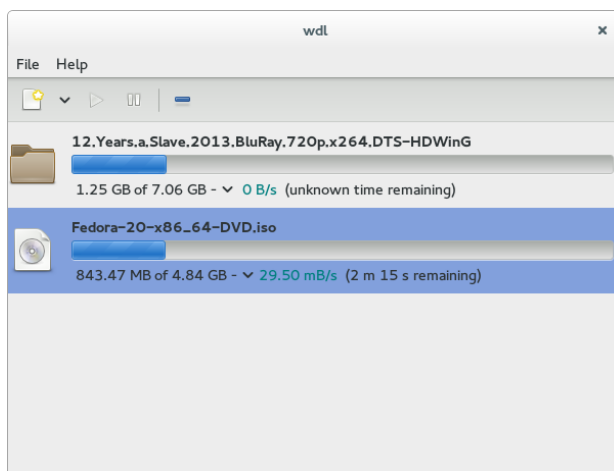 wdl
File Help
12.Years.a.Slave.2013.BluRay.720p.x264.DTS-HDWinG
1.25 GB of 7.06 GB - 0 B/s (unknown time remaining)
Fedora-20-x86_64-DVD.iso
843.47 MB of 4.84 GB - 29.50 mB/s (2 m 15 s remaining)